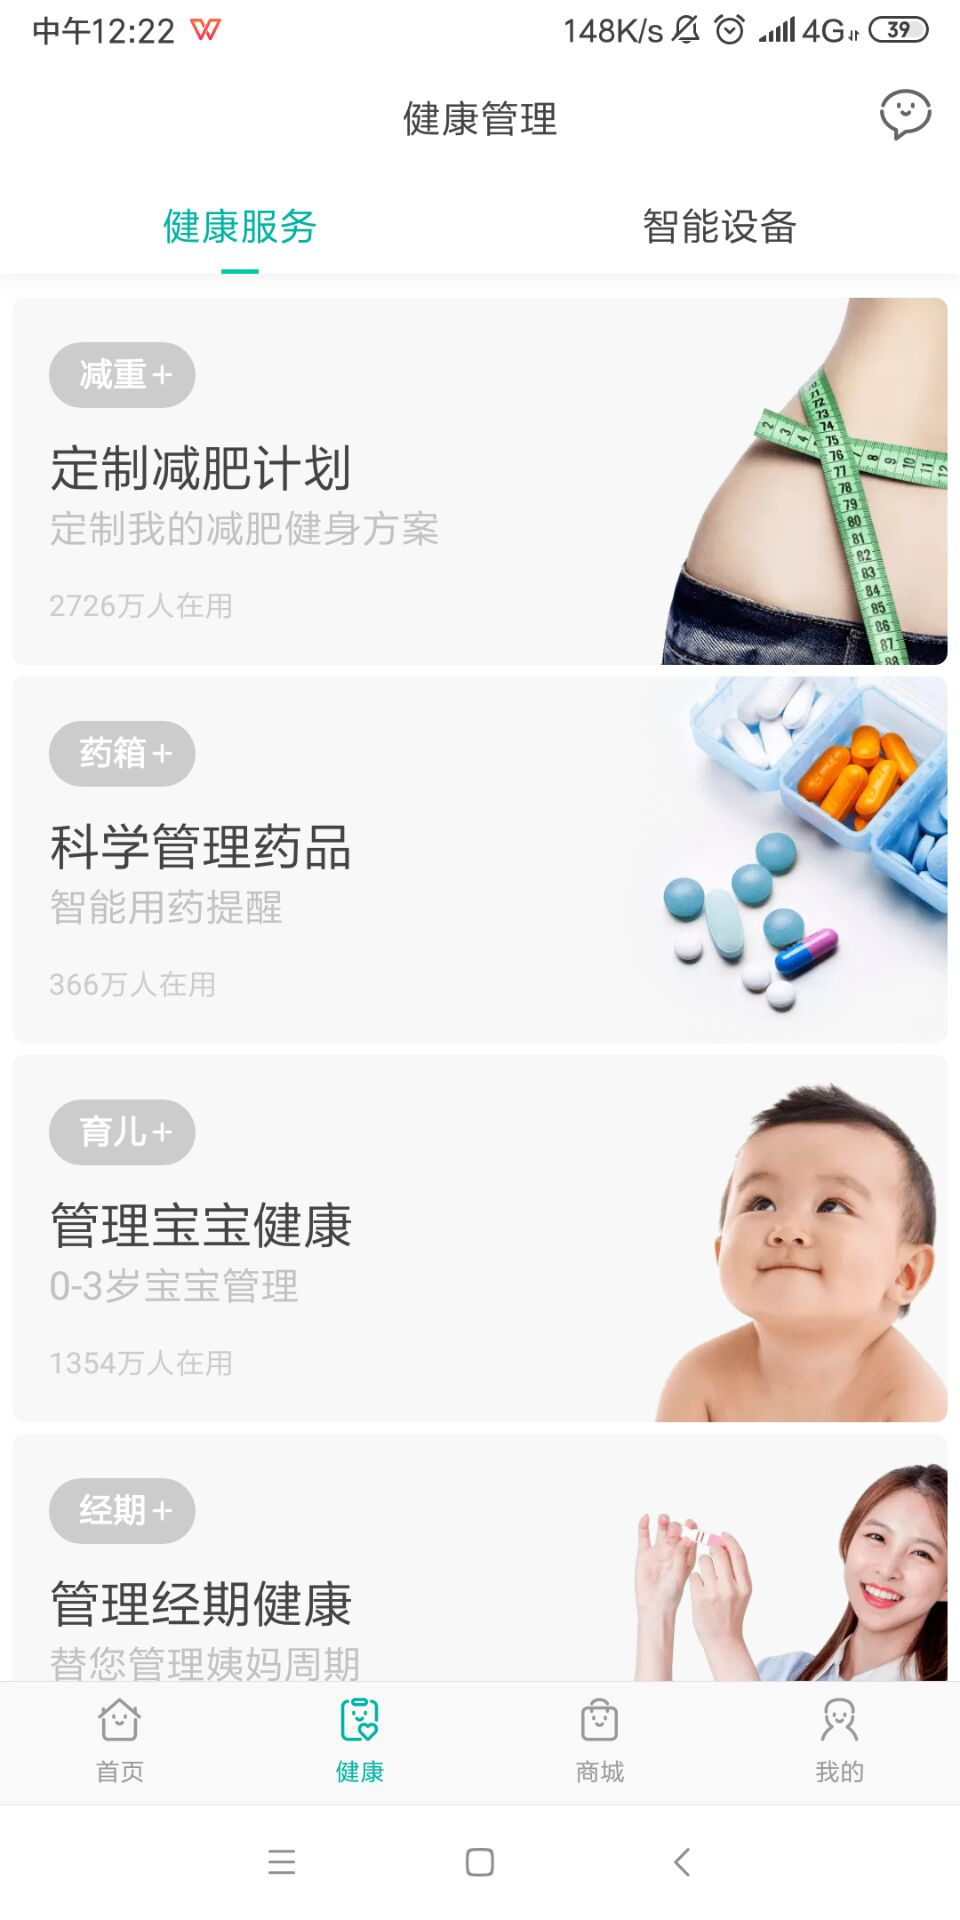 中午12:22
148K/s 4G 39
健康管理
健康服务 智能设备
减重+
定制减肥计划
定制我的减肥健身方案
2726万人在用
药箱+
科学管理药品
智能用药提醒
366万人在用
育儿+
管理宝宝健康
0-3岁宝宝管理
1354万人在用
经期+
管理经期健康
替您管理姨妈周期
首页 健康 商城 我的